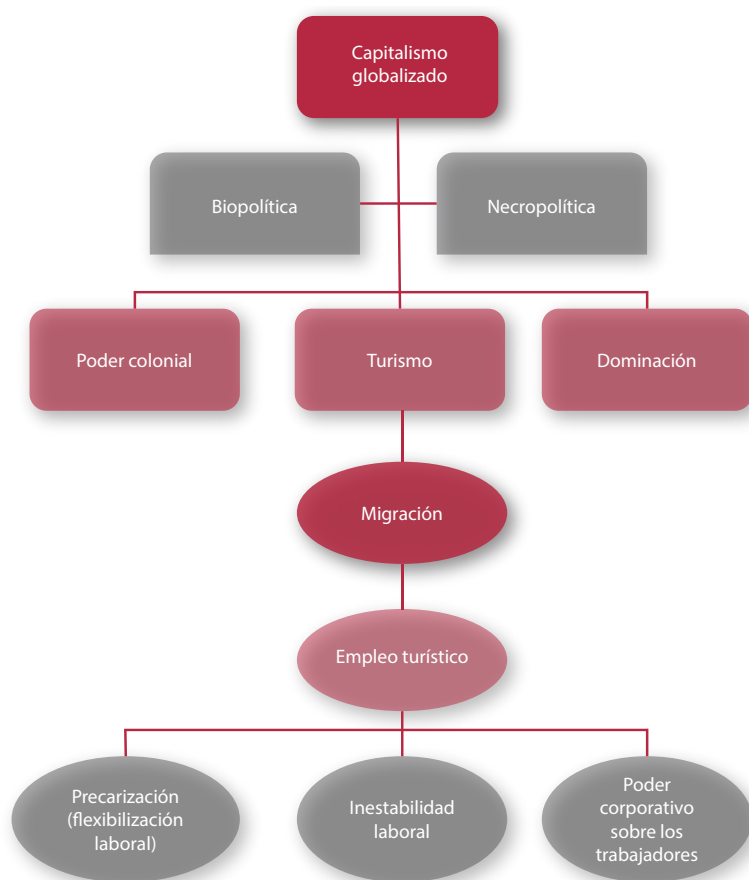 Capitalismo
globalizado
Biopolítica
Necropolítica
Poder colonial
Turismo
Dominación
Migración
Empleo turístico
Precarización
(flexibilización
laboral)
Inestabilidad
laboral
Poder
corporativo
sobre los
trabajadores